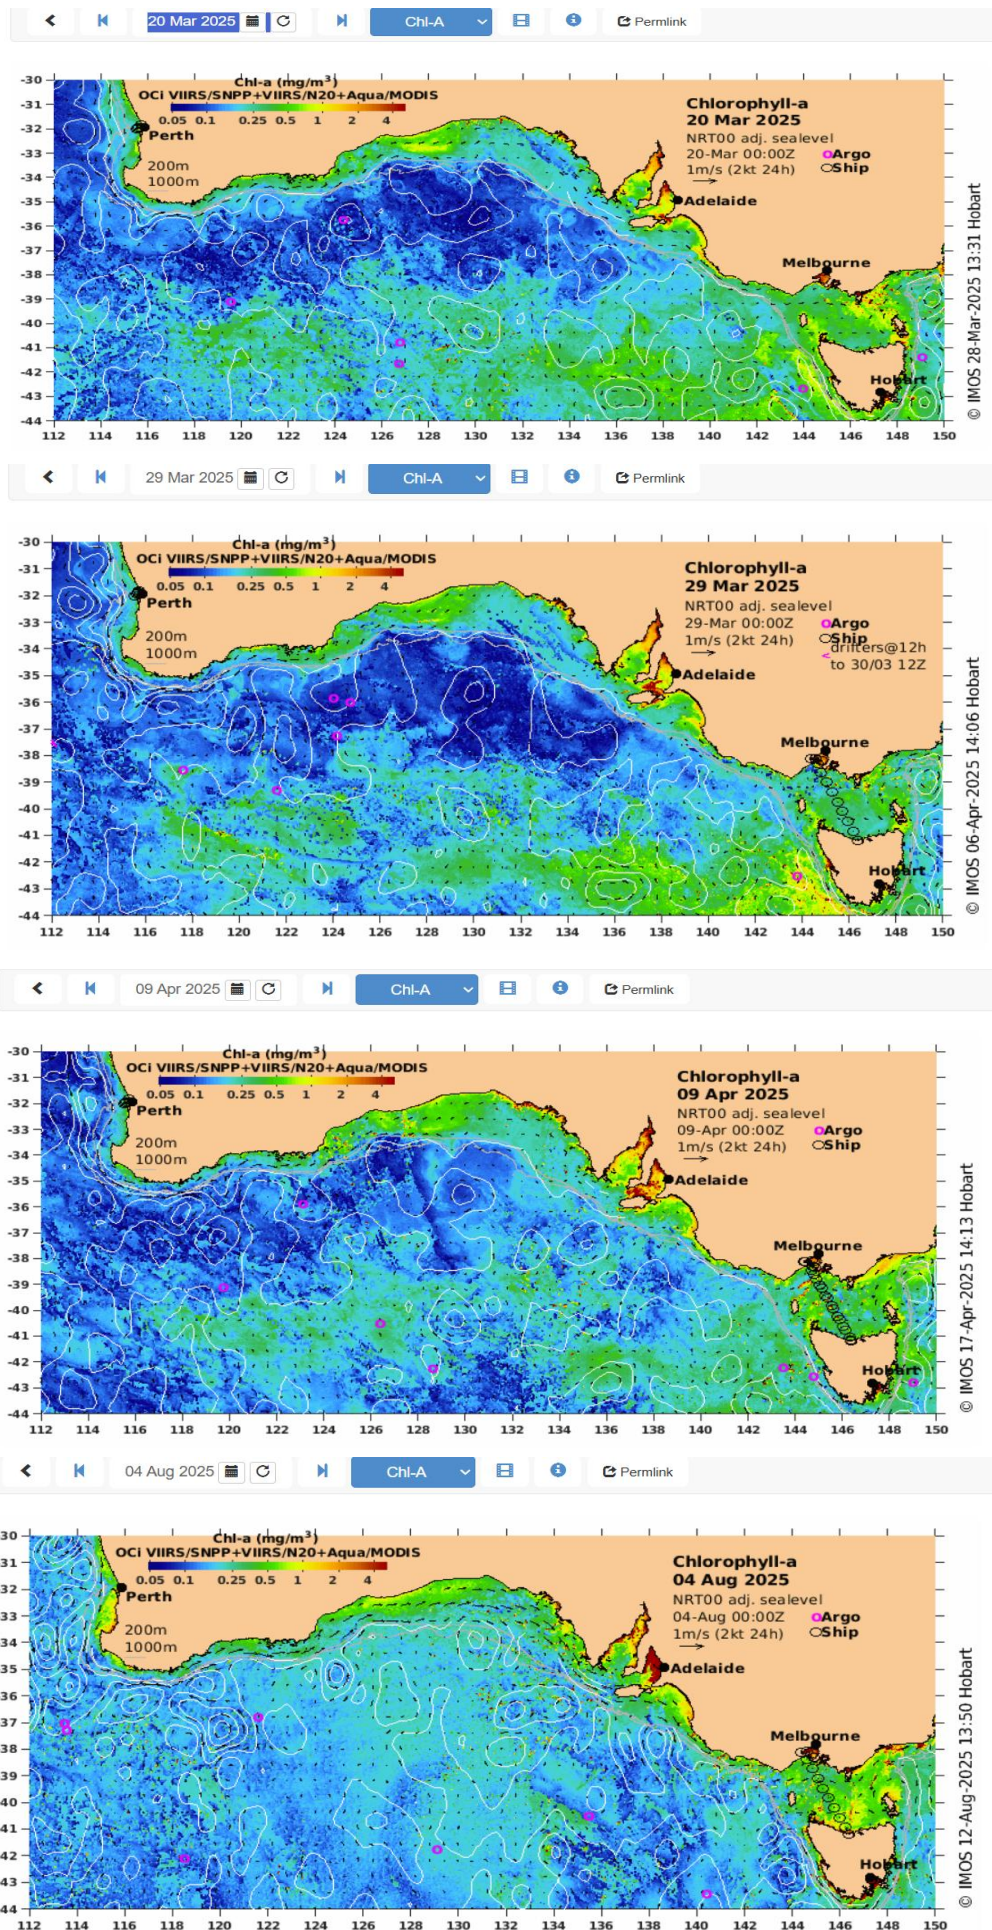 20 Mar 2025 Chl-A Permlink
Chl-a (mg/m³)
OCi VIIRS/SNPP+VIIRS/N20+Aqua/MODIS
0.05 0.1 0.25 0.5 1 2 4
Perth
200m
1000m
Chlorophyll-a
20 Mar 2025
NRT00 adj. sealevel
20-Mar 00:00Z Argo
1m/s (2kt 24h) Ship
Adelaide
Melbourne
Hobart
-30
-31
-32
-33
-34
-35
-36
-37
-38
-39
-40
-41
-42
-43
-44
112 114 116 118 120 122 124 126 128 130 132 134 136 138 140 142 144 146 148 150
© IMOS 28-Mar-2025 13:31 Hobart
29 Mar 2025 Chl-A Permlink
Chl-a (mg/m³)
OCi VIIRS/SNPP+VIIRS/N20+Aqua/MODIS
0.05 0.1 0.25 0.5 1 2 4
Perth
200m
1000m
Chlorophyll-a
29 Mar 2025
NRT00 adj. sealevel
29-Mar 00:00Z Argo
1m/s (2kt 24h) Ship
drifters@12h
to 30/03 12Z
Adelaide
Melbourne
Hobart
-30
-31
-32
-33
-34
-35
-36
-37
-38
-39
-40
-41
-42
-43
-44
112 114 116 118 120 122 124 126 128 130 132 134 136 138 140 142 144 146 148 150
© IMOS 06-Apr-2025 14:06 Hobart
09 Apr 2025 Chl-A Permlink
Chl-a (mg/m³)
OCi VIIRS/SNPP+VIIRS/N20+Aqua/MODIS
0.05 0.1 0.25 0.5 1 2 4
Perth
200m
1000m
Chlorophyll-a
09 Apr 2025
NRT00 adj. sealevel
09-Apr 00:00Z Argo
1m/s (2kt 24h) Ship
Adelaide
Melbourne
Hobart
-30
-31
-32
-33
-34
-35
-36
-37
-38
-39
-40
-41
-42
-43
-44
112 114 116 118 120 122 124 126 128 130 132 134 136 138 140 142 144 146 148 150
© IMOS 17-Apr-2025 14:13 Hobart
04 Aug 2025 Chl-A Permlink
Chl-a (mg/m³)
OCi VIIRS/SNPP+VIIRS/N20+Aqua/MODIS
0.05 0.1 0.25 0.5 1 2 4
Perth
200m
1000m
Chlorophyll-a
04 Aug 2025
NRT00 adj. sealevel
04-Aug 00:00Z Argo
1m/s (2kt 24h) Ship
Adelaide
Melbourne
Hobart
30
31
32
33
34
35
36
37
38
39
40
41
42
43
44
112 114 116 118 120 122 124 126 128 130 132 134 136 138 140 142 144 146 148 150
© IMOS 12-Aug-2025 13:50 Hobart